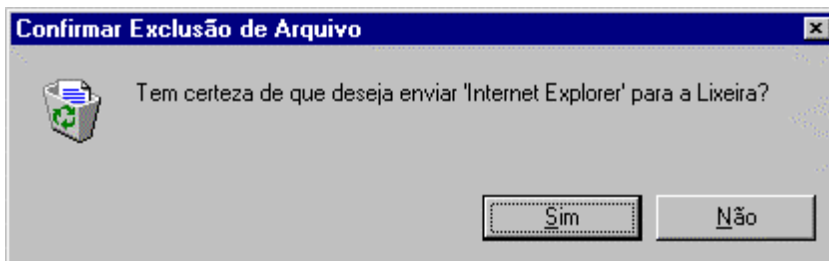 Confirmar Exclusão de Arquivo
Tem certeza de que deseja enviar 'Internet Explorer' para a Lixeira?
Sim
Não